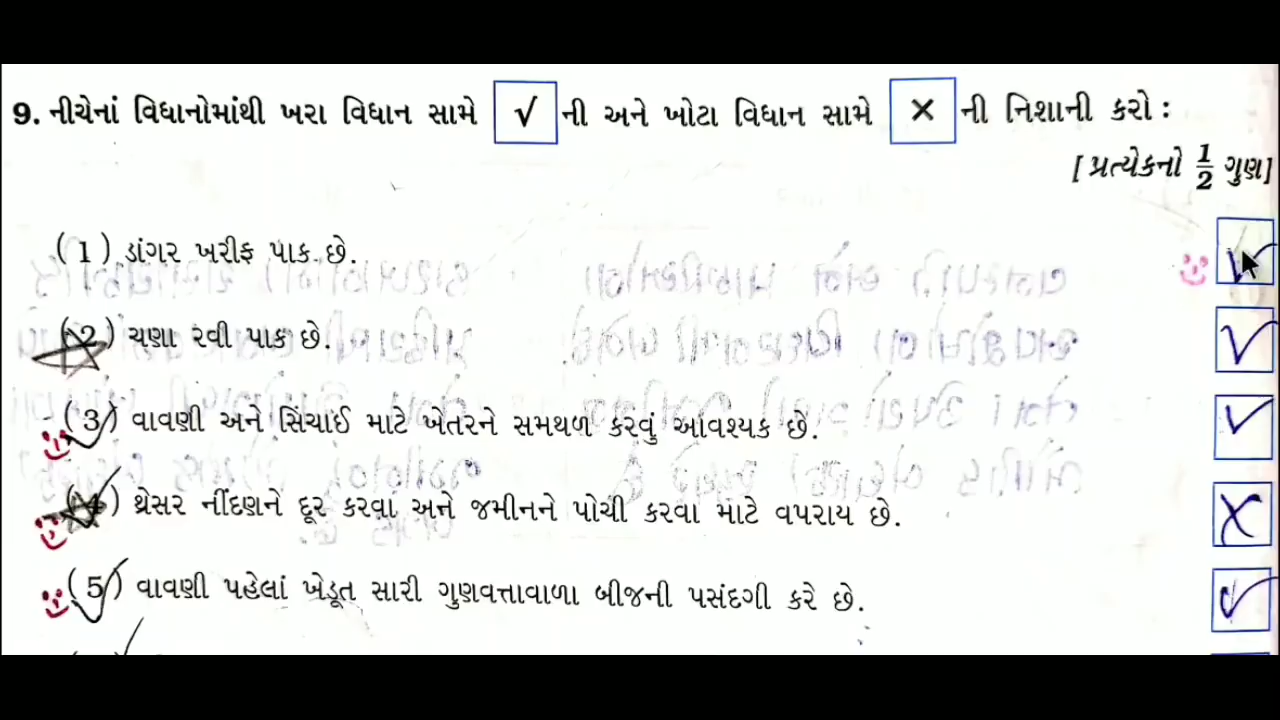 9. નીચેનાં વિધાનોમાંથી ખરા વિધાન સામે √ ની અને ખોટા વિધાન સામે × ની નિશાની કરો :
[ પ્રત્યેકનો 1/2 ગુણ]
(1) ડાંગર ખરીફ પાક છે. ✓
(2) ચણા રવી પાક છે. ✓
(3) વાવણી અને સિંચાઈ માટે ખેતરને સમથળ કરવું આવશ્યક છે. ✓
(4) થ્રેસર નીંદણને દૂર કરવા અને જમીનને પોચી કરવા માટે વપરાય છે. ×
(5) વાવણી પહેલાં ખેડૂત સારી ગુણવત્તાવાળા બીજની પસંદગી કરે છે. ✓